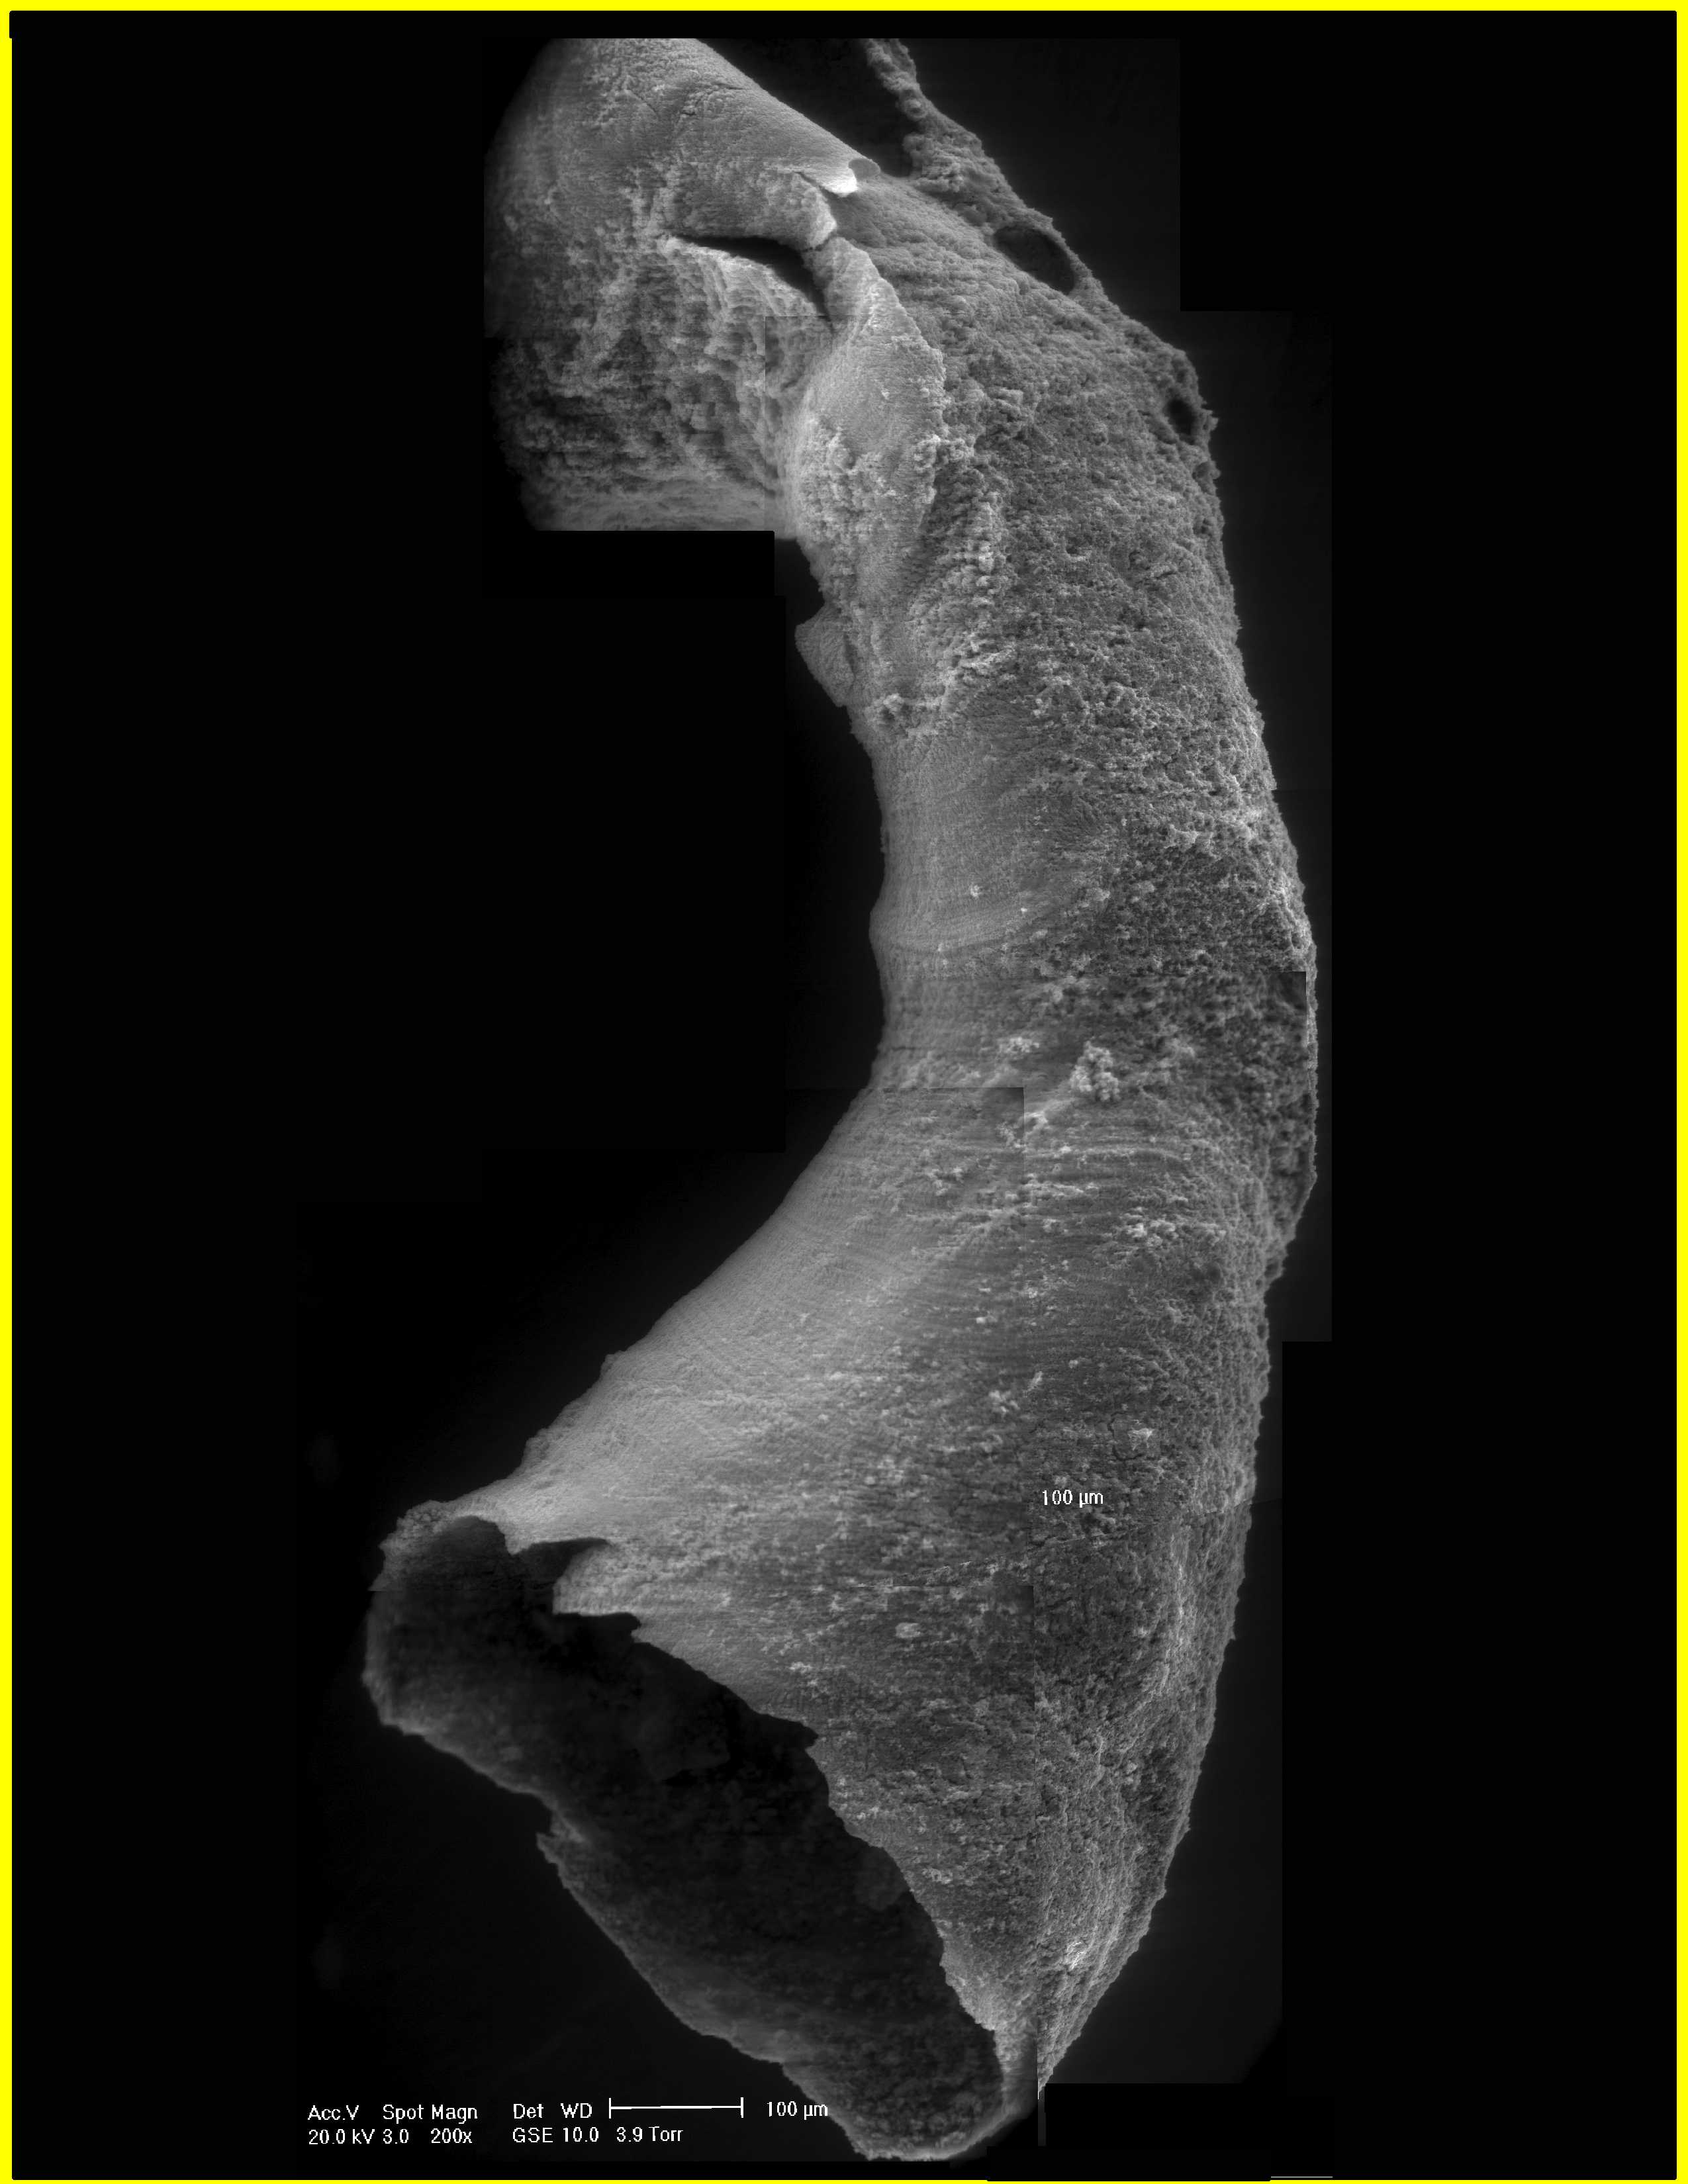 100 µm
Acc.V Spot Magn Det WD 100 µm
20.0 kV 3.0 200x GSE 10.0 3.9 Torr